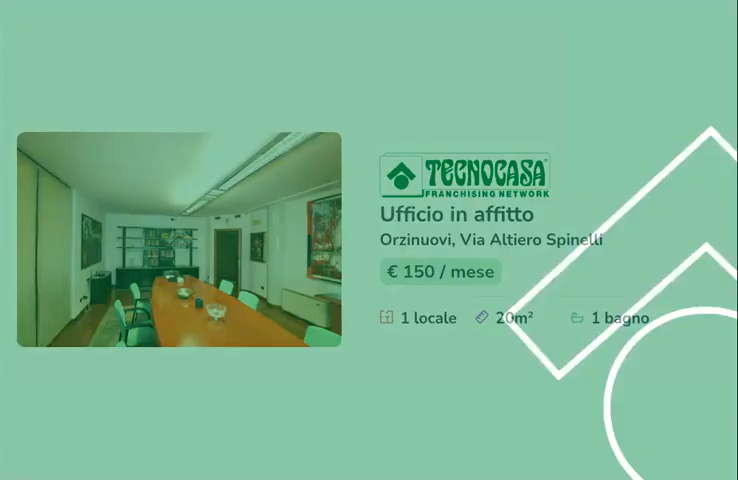 TECNOCASA
FRANCHISING NETWORK
Ufficio in affitto
Orzinuovi, Via Altiero Spinelli
€ 150 / mese
1 locale 20m² 1 bagno